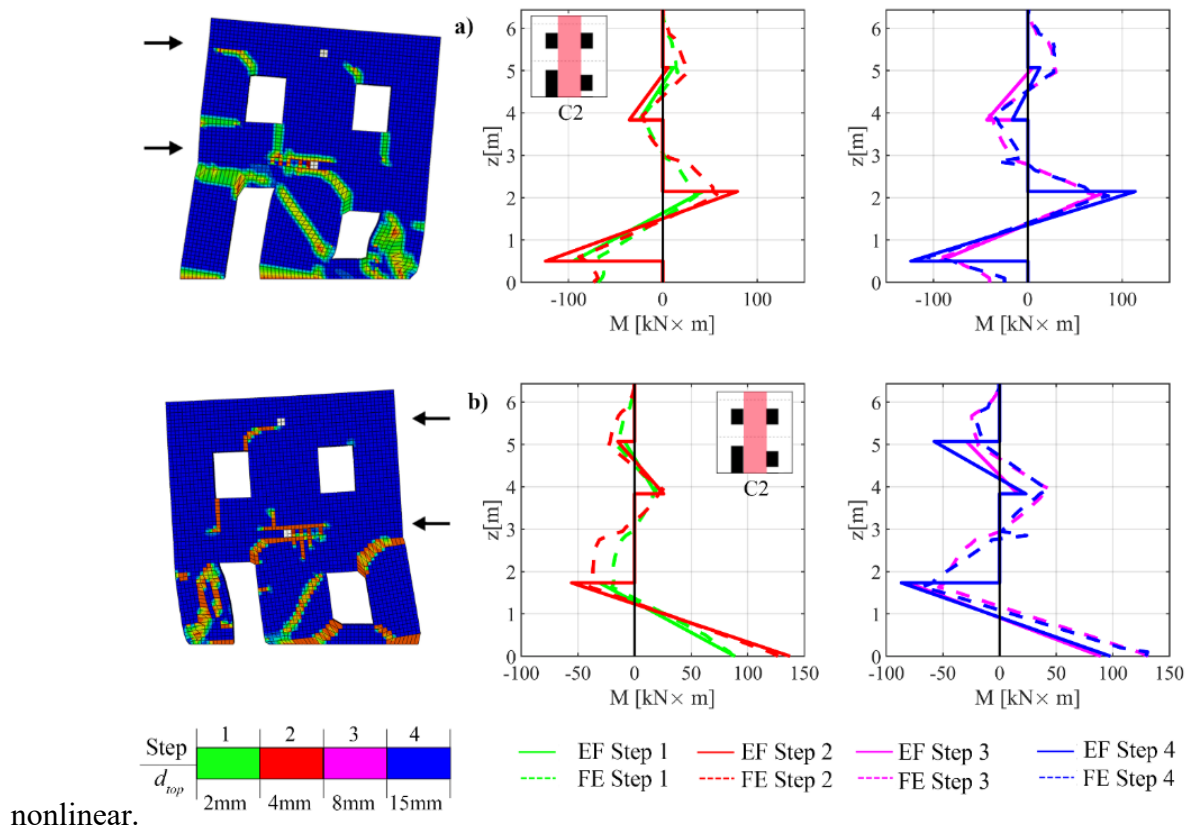 a)
6
5
4
3
2
1
0
z[m]
C2
-100 0 100
M [kN× m]
6
5
4
3
2
1
0
z[m]
-100 0 100
M [kN× m]
b)
6
5
4
3
2
1
0
z[m]
C2
-100 -50 0 50 100 150
M [kN× m]
6
5
4
3
2
1
0
z[m]
-100 -50 0 50 100 150
M [kN× m]
Step 1 2 3 4
dtop 2mm 4mm 8mm 15mm
EF Step 1 EF Step 2 EF Step 3 EF Step 4
FE Step 1 FE Step 2 FE Step 3 FE Step 4
nonlinear.